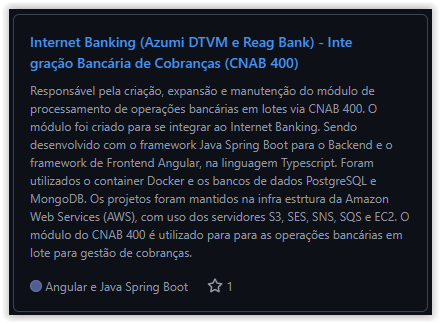 Internet Banking (Azumi DTVM e Reag Bank) - Inte
gração Bancária de Cobranças (CNAB 400)
Responsável pela criação, expansão e manutenção do módulo de
processamento de operações bancárias em lotes via CNAB 400. O
módulo foi criado para se integrar ao Internet Banking. Sendo
desenvolvido com o framework Java Spring Boot para o Backend e o
framework de Frontend Angular, na linguagem Typescript. Foram
utilizados o container Docker e os bancos de dados PostgreSQL e
MongoDB. Os projetos foram mantidos na infra estrtura da Amazon
Web Services (AWS), com uso dos servidores S3, SES, SNS, SQS e EC2. O
módulo do CNAB 400 é utilizado para para as operações bancárias em
lote para gestão de cobranças.
Angular e Java Spring Boot 1